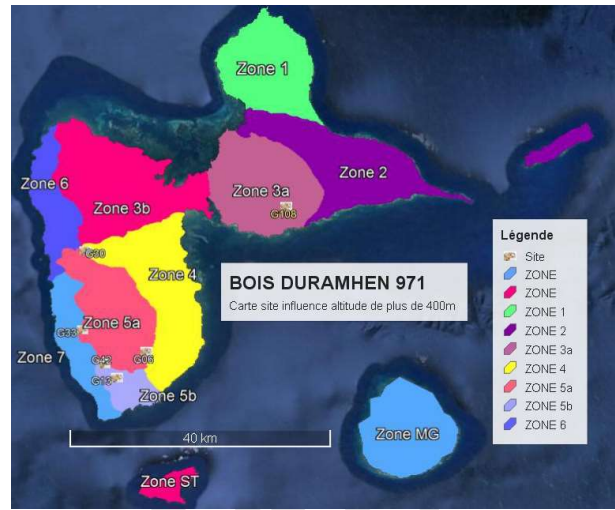 Zone 1
Zone 2
Zone 3a
G108
Zone 6
Zone 3b
G30
Zone 4
Zone 5a
G33
Zone 7
G42
G06
G13
Zone 5b
BOIS DURAMHEN 971
Carte site influence altitude de plus de 400m
Légende
Site
ZONE
ZONE
ZONE 1
ZONE 2
ZONE 3a
ZONE 4
ZONE 5a
ZONE 5b
ZONE 6
40 km
Zone MG
Zone ST